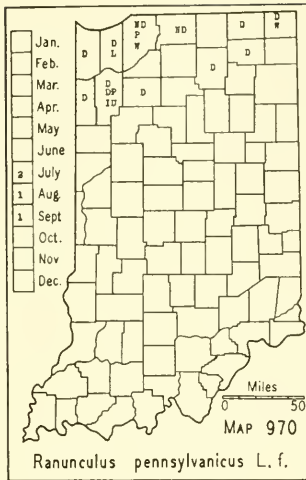 Jan.
Feb.
Mar.
Apr.
May
June
2 July
1 Aug.
1 Sept
Oct.
Nov
Dec.
D
D
L
ND
P
W
ND
D
D
W
D
D
D
D
DP
IU
D
Miles
0 50
MAP 970
Ranunculus pennsylvanicus L. f.